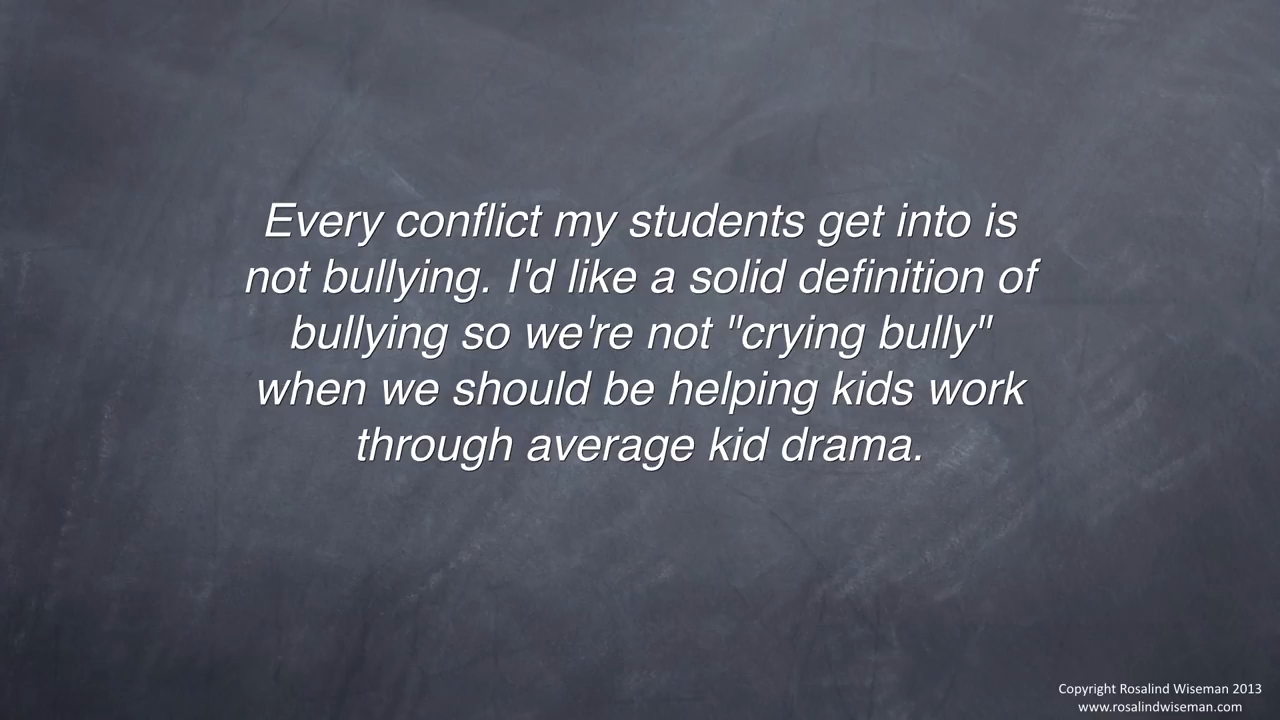 Every conflict my students get into is
not bullying. I'd like a solid definition of
bullying so we're not "crying bully"
when we should be helping kids work
through average kid drama.
Copyright Rosalind Wiseman 2013
www.rosalindwiseman.com